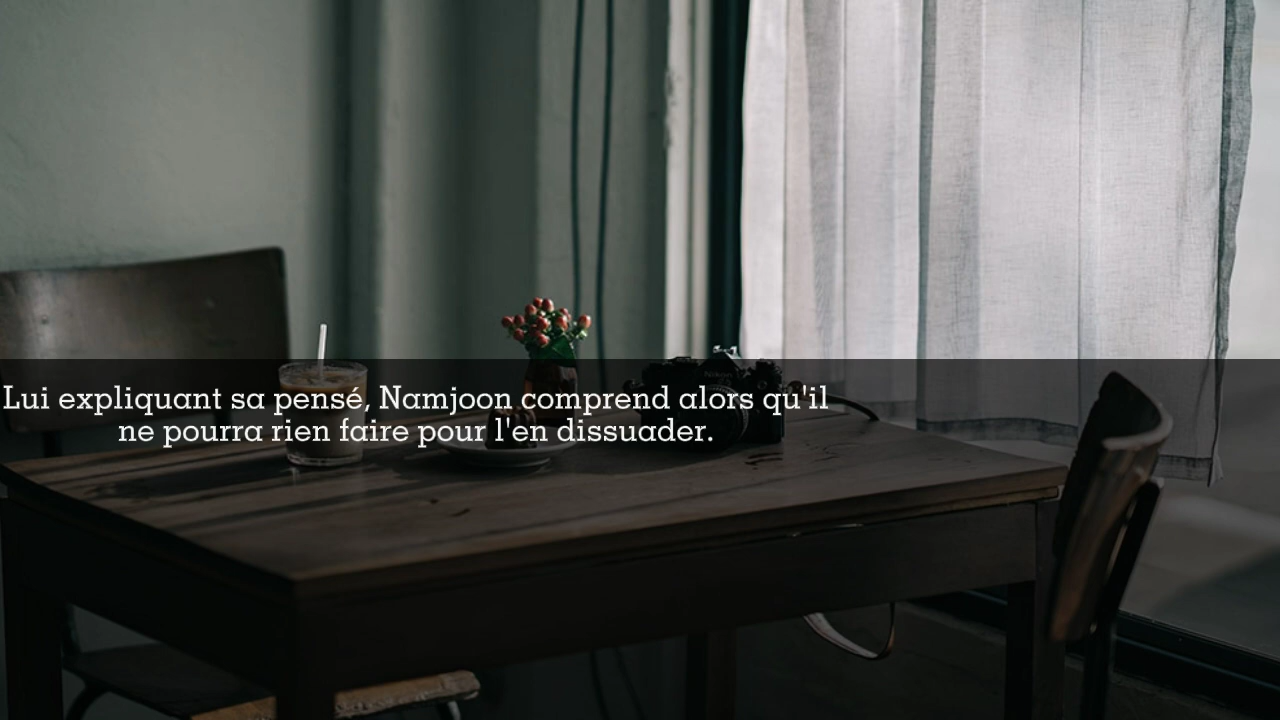 Lui expliquant sa pensé, Namjoon comprend alors qu'il
ne pourra rien faire pour l'en dissuader.